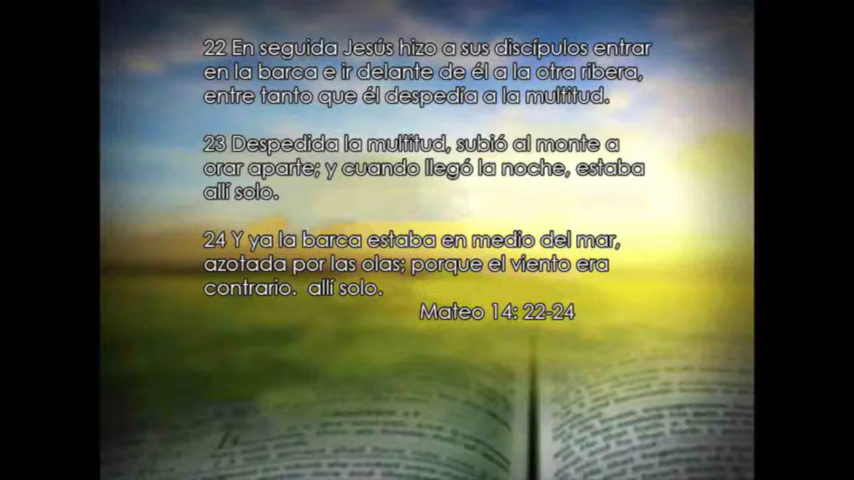 22 En seguida Jesús hizo a sus discípulos entrar
en la barca e ir delante de él a la otra ribera,
entre tanto que él despedía a la multitud.
23 Despedida la multitud, subió al monte a
orar aparte; y cuando llegó la noche, estaba
allí solo.
24 Y ya la barca estaba en medio del mar,
azotada por las olas; porque el viento era
contrario.  allí solo.
Mateo 14: 22-24